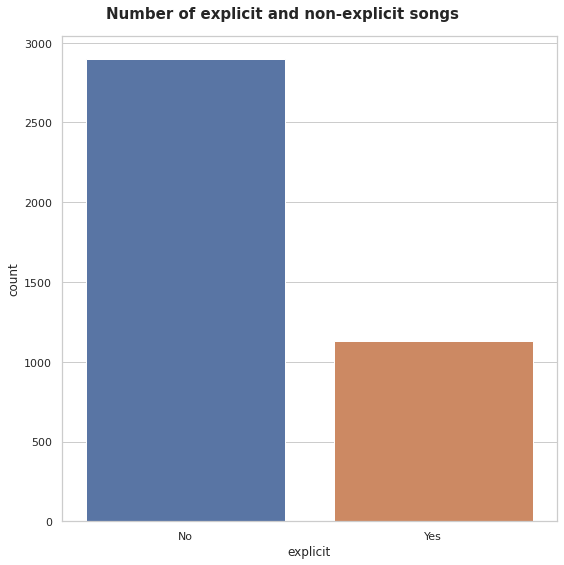 Number of explicit and non-explicit songs
3000
2500
2000
1500
1000
500
0
count
No Yes
explicit